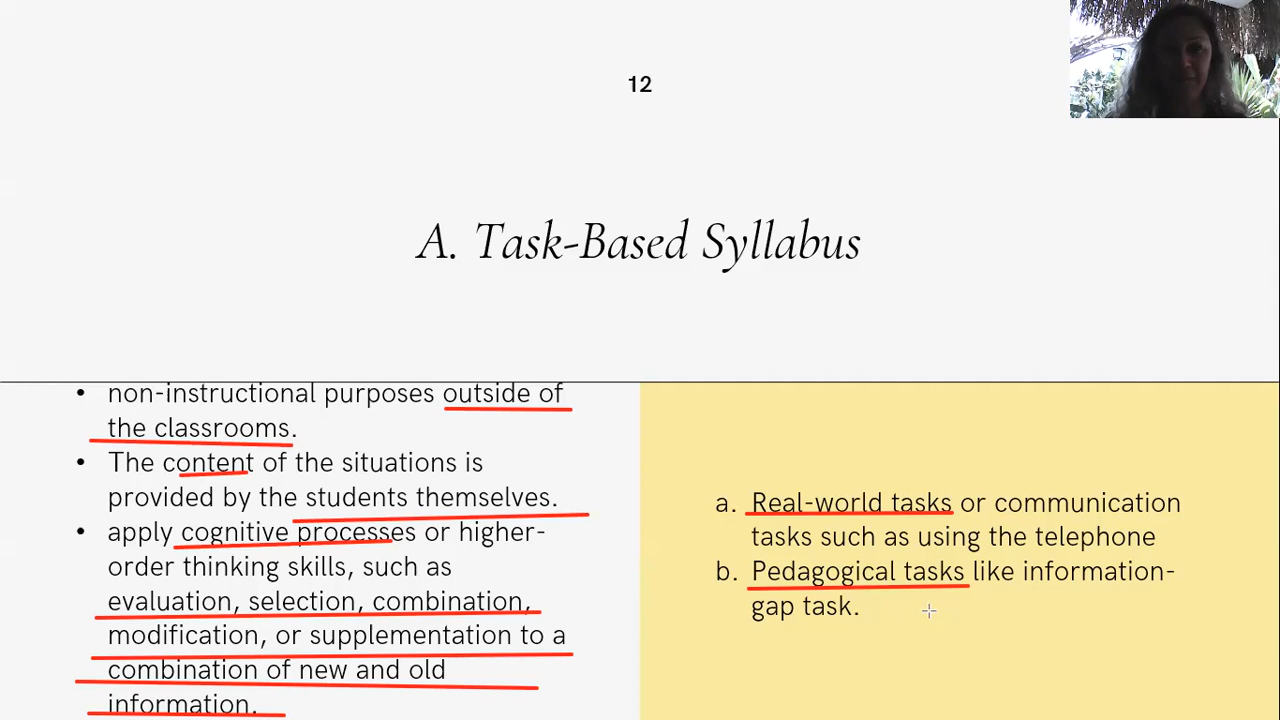 12
A. Task-Based Syllabus
• non-instructional purposes outside of
the classrooms.
• The content of the situations is
provided by the students themselves.
• apply cognitive processes or higher-
order thinking skills, such as
evaluation, selection, combination,
modification, or supplementation to a
combination of new and old
information.
a. Real-world tasks or communication
tasks such as using the telephone
b. Pedagogical tasks like information-
gap task.